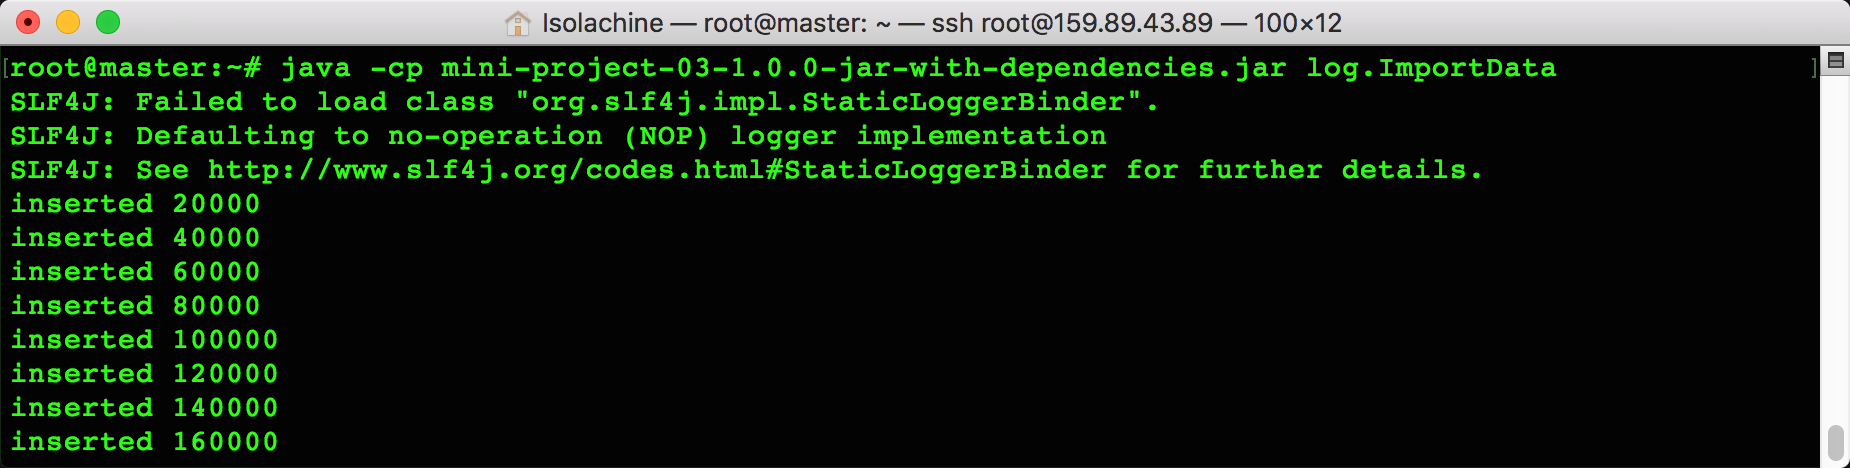 Isolachine — root@master: ~ — ssh root@159.89.43.89 — 100×12
[root@master:~# java -cp mini-project-03-1.0.0-jar-with-dependencies.jar log.ImportData ]
SLF4J: Failed to load class "org.slf4j.impl.StaticLoggerBinder".
SLF4J: Defaulting to no-operation (NOP) logger implementation
SLF4J: See http://www.slf4j.org/codes.html#StaticLoggerBinder for further details.
inserted 20000
inserted 40000
inserted 60000
inserted 80000
inserted 100000
inserted 120000
inserted 140000
inserted 160000